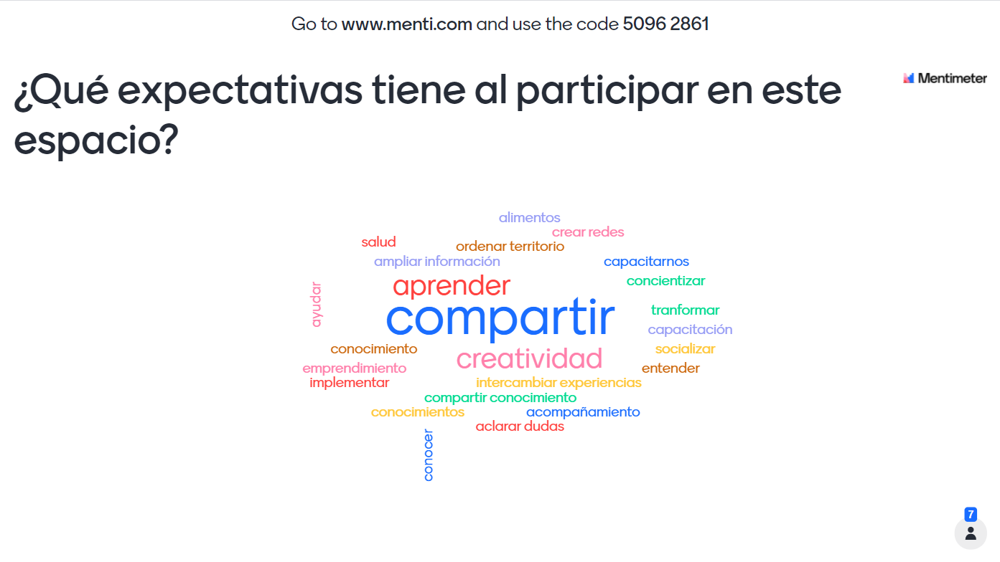 Go to www.menti.com and use the code 5096 2861
¿Qué expectativas tiene al participar en este
espacio?
Mentimeter
alimentos
crear redes
salud
ordenar territorio
ampliar información
capacitarnos
aprender
concientizar
ayudar
compartir
tranformar
capacitación
conocimiento
creatividad
socializar
emprendimiento
entender
implementar
intercambiar experiencias
compartir conocimiento
conocimientos
acompañamiento
aclarar dudas
conocer
7